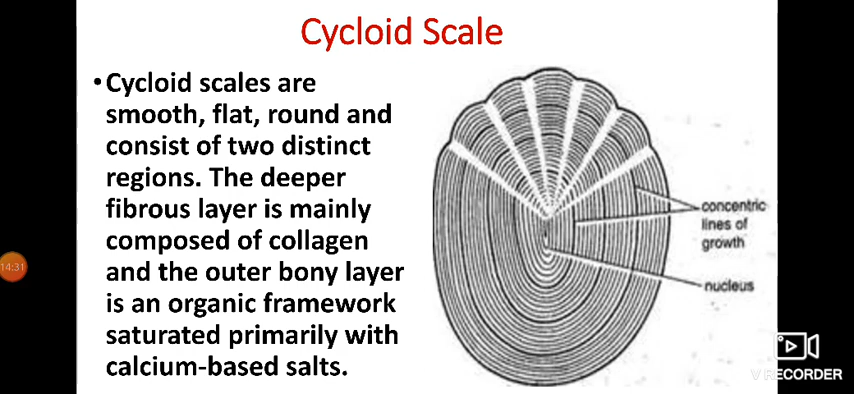 Cycloid Scale
•Cycloid scales are
smooth, flat, round and
consist of two distinct
regions. The deeper
fibrous layer is mainly
composed of collagen
and the outer bony layer
is an organic framework
saturated primarily with
calcium-based salts.
concentric
lines of
growth
nucleus
14:31
V RECORDER